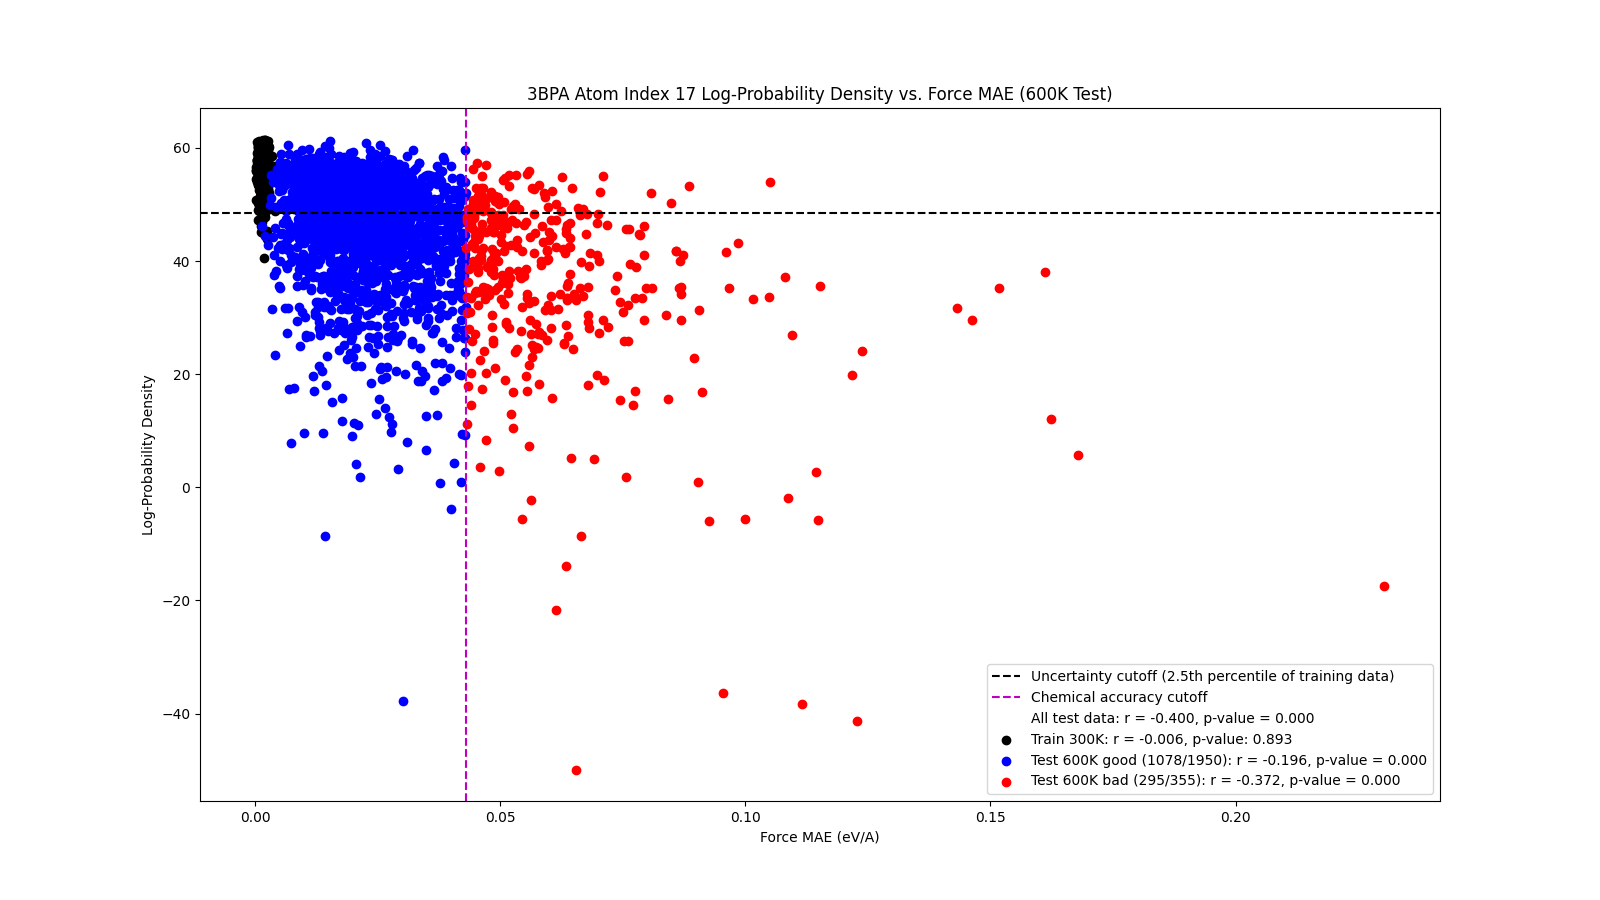 3BPA Atom Index 17 Log-Probability Density vs. Force MAE (600K Test)
Log-Probability Density
60
40
20
0
−20
−40
0.00
0.05
0.10
0.15
0.20
Force MAE (eV/A)
Uncertainty cutoff (2.5th percentile of training data)
Chemical accuracy cutoff
All test data: r = -0.400, p-value = 0.000
Train 300K: r = -0.006, p-value: 0.893
Test 600K good (1078/1950): r = -0.196, p-value = 0.000
Test 600K bad (295/355): r = -0.372, p-value = 0.000